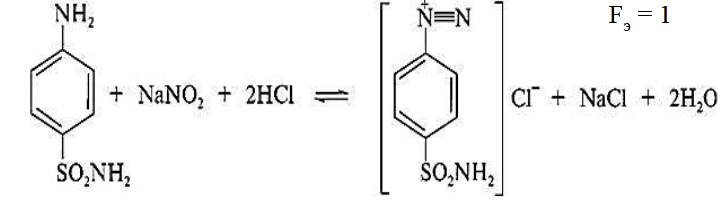 NH₂
+ NaNO₂ + 2HCl ⇌
SO₂NH₂
N⁺≡N
Cl⁻ + NaCl + 2H₂O
SO₂NH₂
Fэ = 1